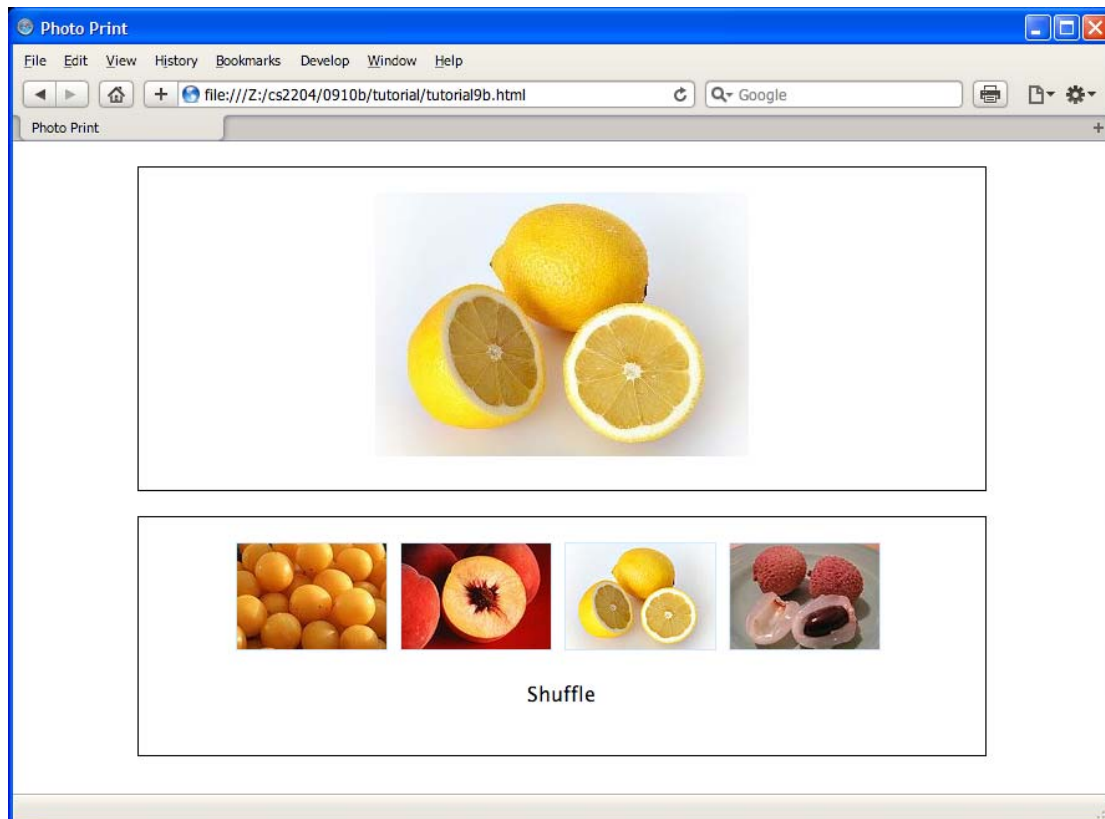 Photo Print
File Edit View History Bookmarks Develop Window Help
file:///Z:/cs2204/0910b/tutorial/tutorial9b.html Google
Photo Print
Shuffle